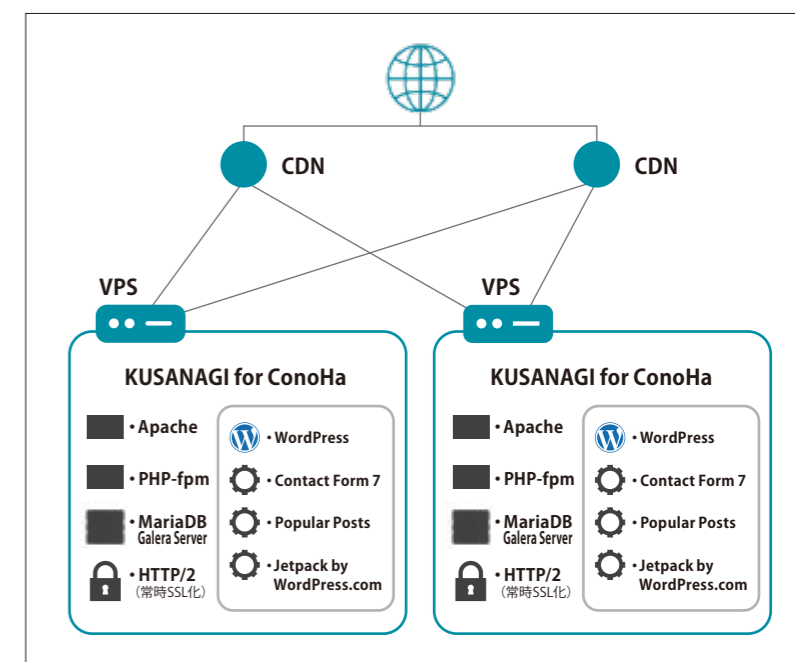 CDN
CDN
VPS
VPS
KUSANAGI for ConoHa
・Apache
・PHP-fpm
・MariaDB
Galera Server
・HTTP/2
（常時SSL化）
・WordPress
・Contact Form 7
・Popular Posts
・Jetpack by
WordPress.com
KUSANAGI for ConoHa
・Apache
・PHP-fpm
・MariaDB
Galera Server
・HTTP/2
（常時SSL化）
・WordPress
・Contact Form 7
・Popular Posts
・Jetpack by
WordPress.com